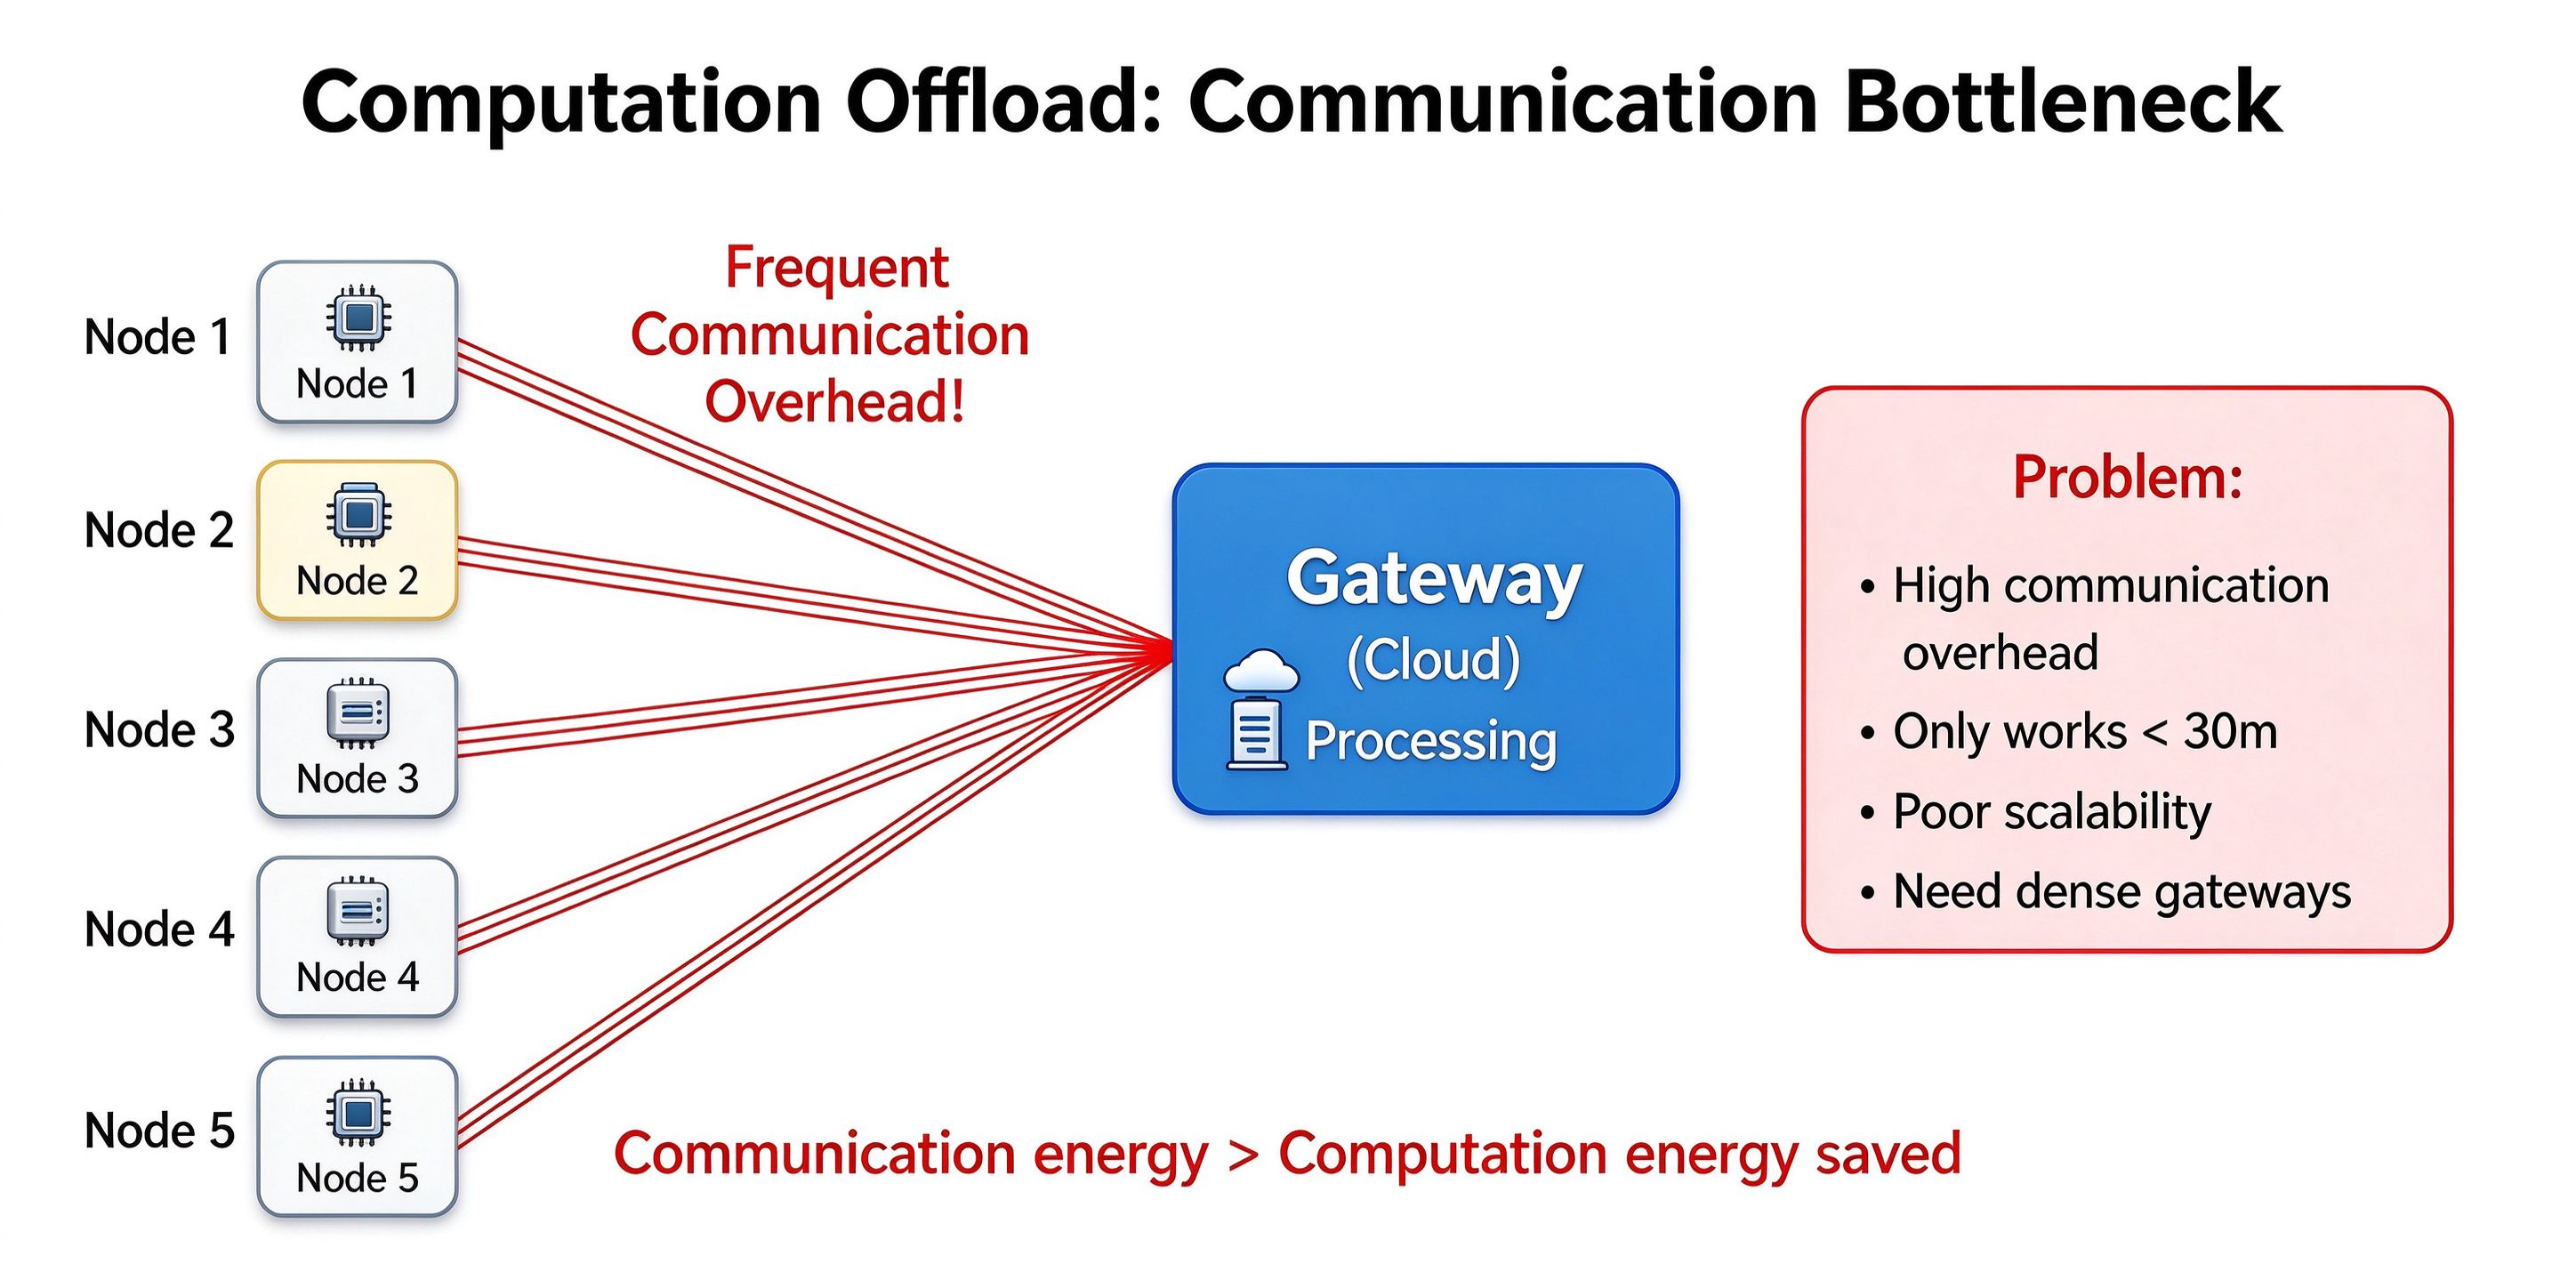 Computation Offload: Communication Bottleneck
Frequent
Communication
Overhead!
Node 1
Node 1
Node 2
Node 2
Node 3
Node 3
Node 4
Node 4
Node 5
Node 5
Gateway
(Cloud)
Processing
Problem:
• High communication
overhead
• Only works < 30m
• Poor scalability
• Need dense gateways
Communication energy > Computation energy saved